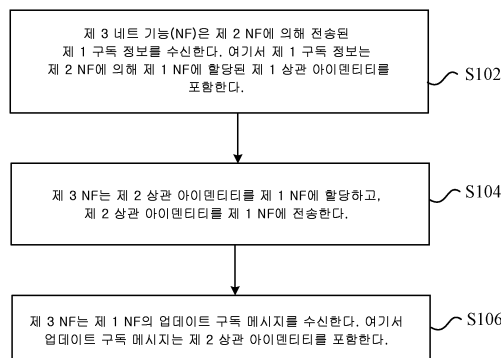 제 3 네트 기능(NF)은 제 2 NF에 의해 전송된
제 1 구독 정보를 수신한다. 여기서 제 1 구독 정보는
제 2 NF에 의해 제 1 NF에 할당된 제 1 상관 아이덴티티를
포함한다.
S102
제 3 NF는 제 2 상관 아이덴티티를 제 1 NF에 할당하고,
제 2 상관 아이덴티티를 제 1 NF에 전송한다.
S104
제 3 NF는 제 1 NF의 업데이트 구독 메시지를 수신한다. 여기서
업데이트 구독 메시지는 제 2 상관 아이덴티티를 포함한다.
S106